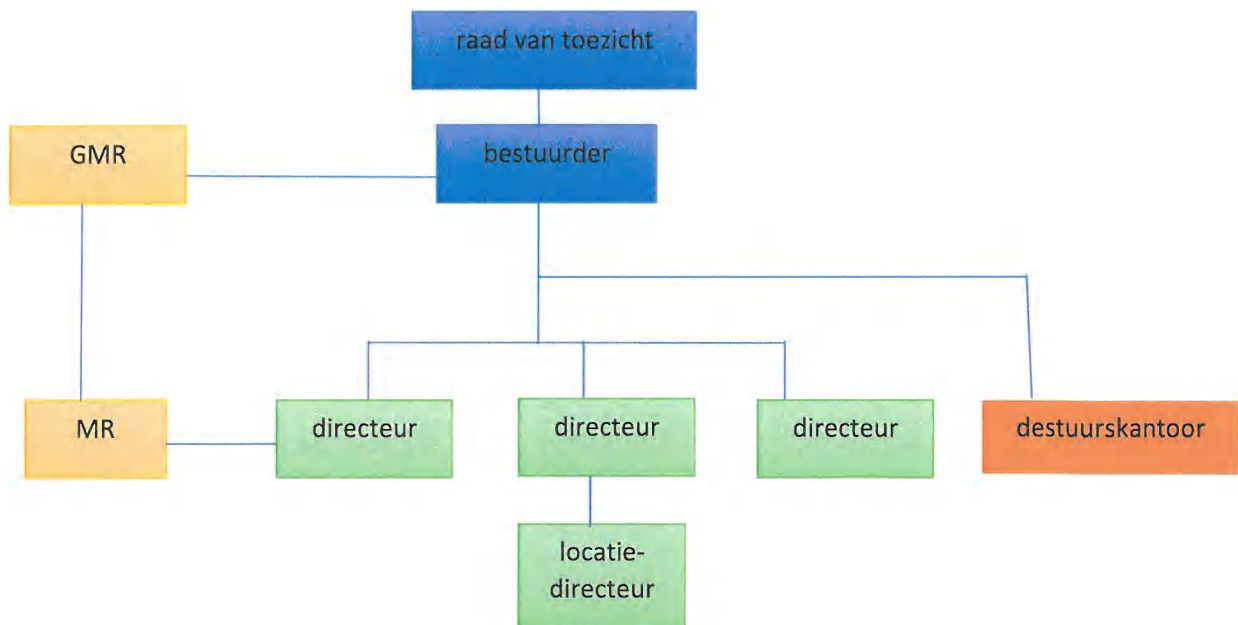 raad van toezicht
GMR
bestuurder
MR
directeur
directeur
directeur
destuurskantoor
locatie-
directeur